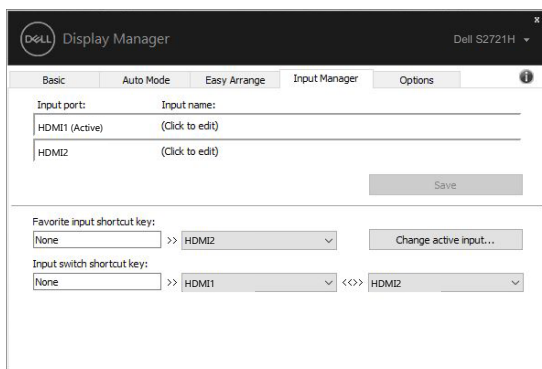 x
DELL Display Manager Dell S2721H
Basic Auto Mode Easy Arrange Input Manager Options i
Input port: Input name:
HDMI1 (Active) (Click to edit)
HDMI2 (Click to edit)
Save
Favorite input shortcut key:
None >> HDMI2 Change active input...
Input switch shortcut key:
None >> HDMI1 <<>> HDMI2